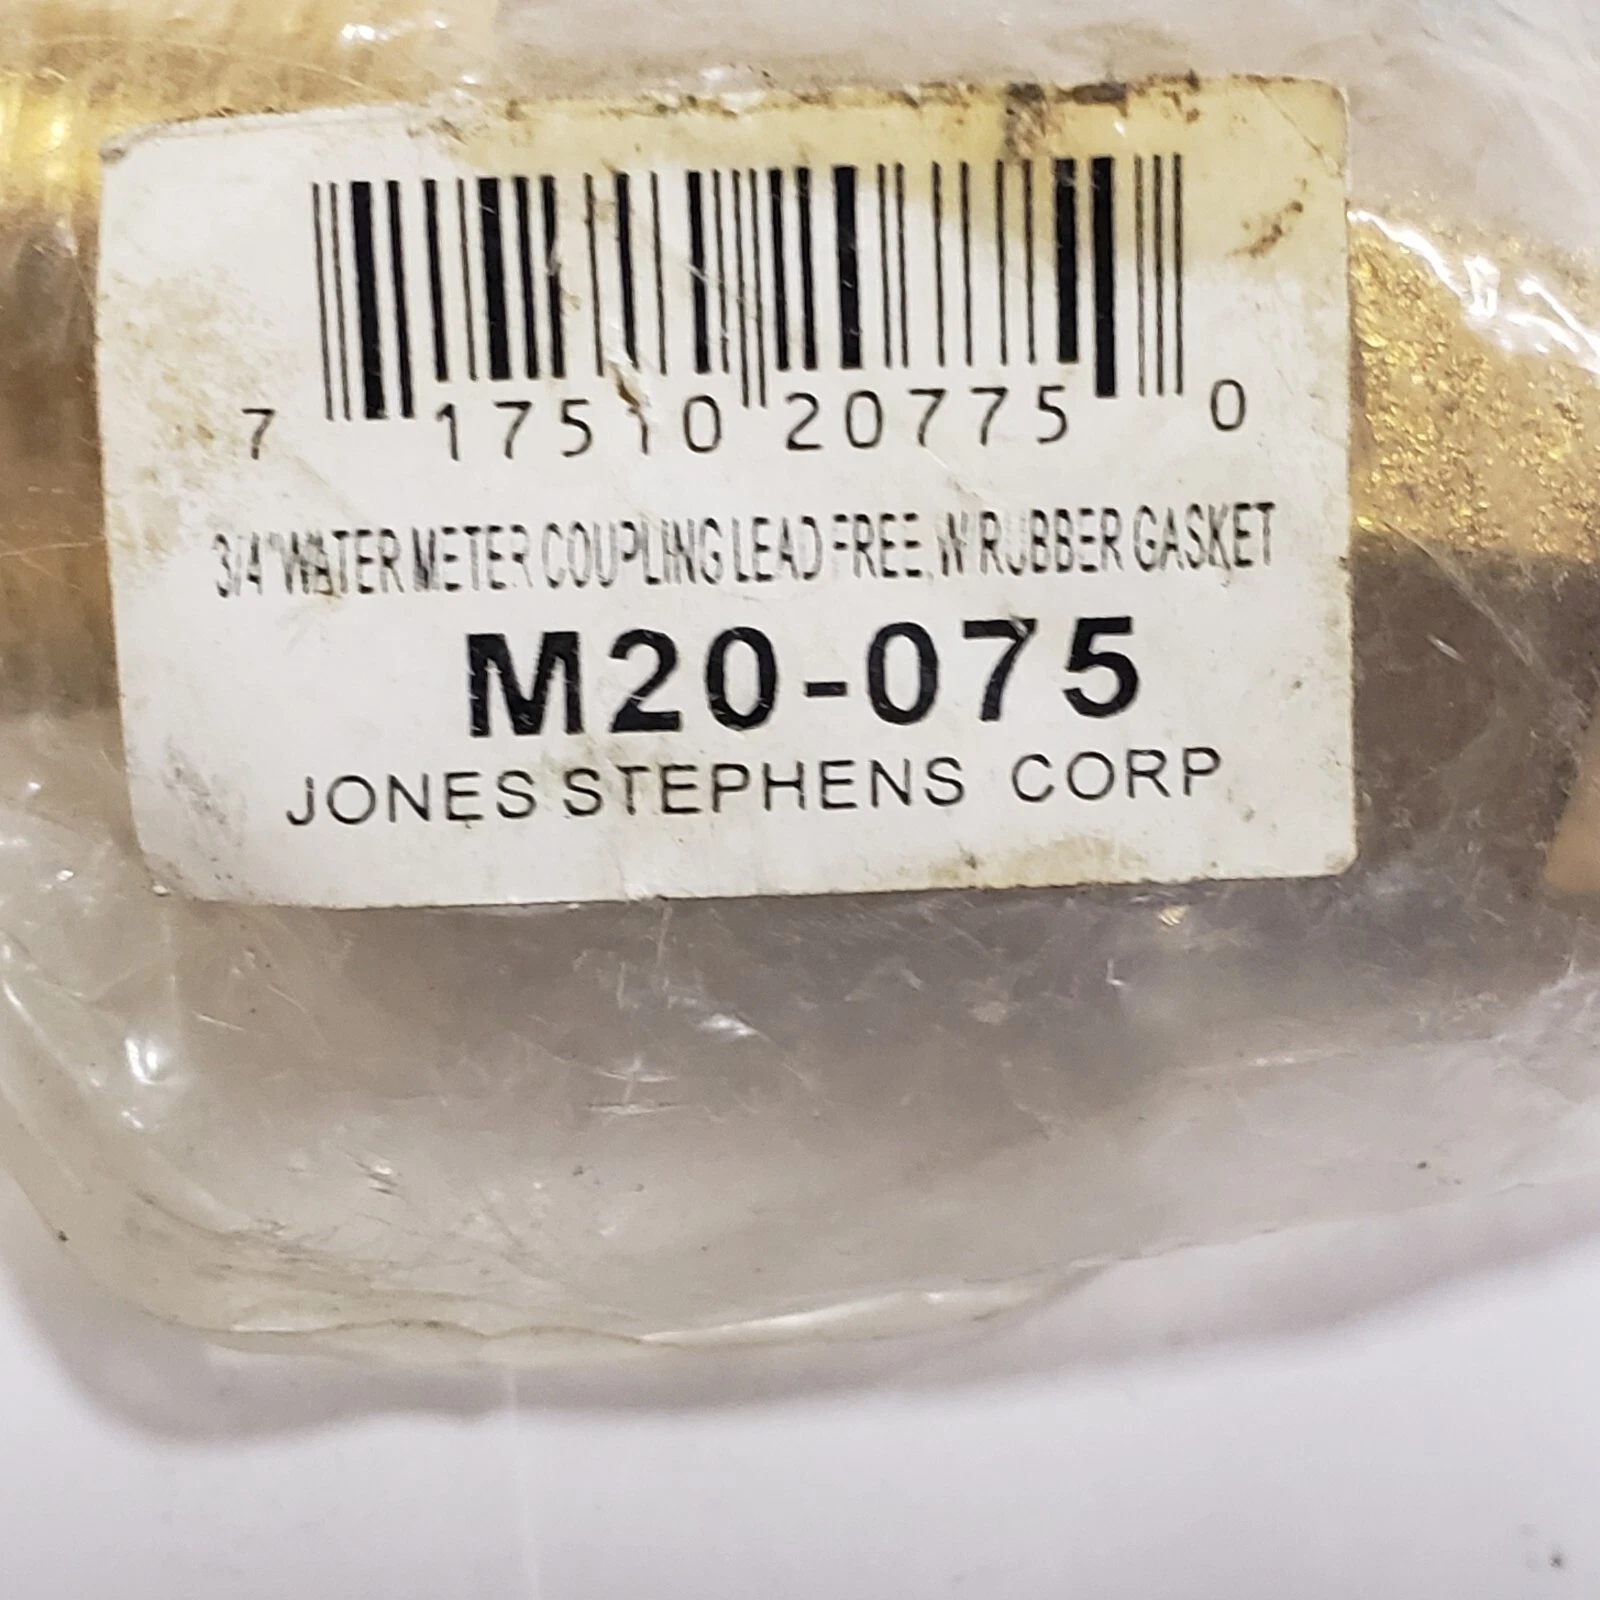 7 17510 20775 0
3/4"WATER METER COUPLING LEAD FREE, W RUBBER GASKET
M20-075
JONES STEPHENS CORP